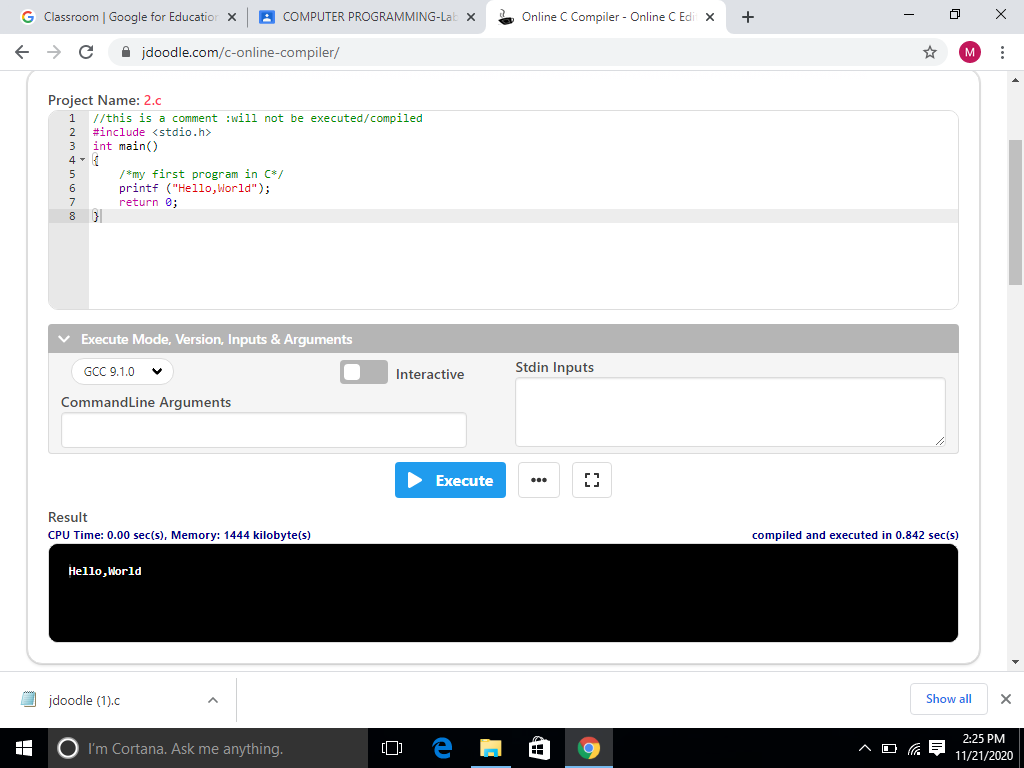 Classroom | Google for Education
COMPUTER PROGRAMMING-Lab
Online C Compiler - Online C Edi
jdoodle.com/c-online-compiler/
M
Project Name: 2.c
1 //this is a comment :will not be executed/compiled
2 #include <stdio.h>
3 int main()
4 {
5 /*my first program in C*/
6 printf ("Hello,World");
7 return 0;
8 }
Execute Mode, Version, Inputs & Arguments
GCC 9.1.0
Interactive
Stdin Inputs
CommandLine Arguments
Execute
Result
CPU Time: 0.00 sec(s), Memory: 1444 kilobyte(s)
compiled and executed in 0.842 sec(s)
Hello,World
jdoodle (1).c
Show all
I'm Cortana. Ask me anything.
2:25 PM
11/21/2020